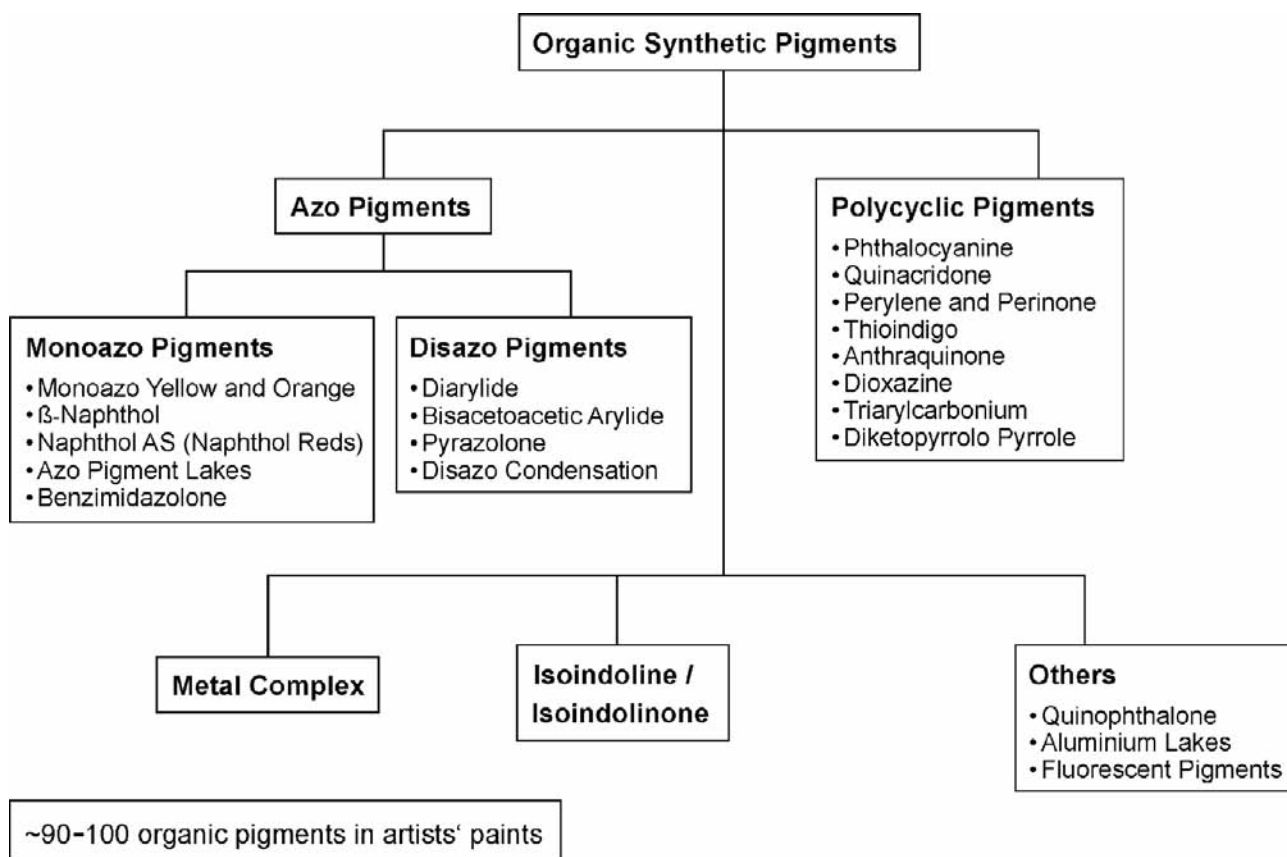 Organic Synthetic Pigments
Azo Pigments
Polycyclic Pigments
• Phthalocyanine
• Quinacridone
• Perylene and Perinone
• Thioindigo
• Anthraquinone
• Dioxazine
• Triarylcarbonium
• Diketopyrrolo Pyrrole
Monoazo Pigments
• Monoazo Yellow and Orange
• ß-Naphthol
• Naphthol AS (Naphthol Reds)
• Azo Pigment Lakes
• Benzimidazolone
Disazo Pigments
• Diarylide
• Bisacetoacetic Arylide
• Pyrazolone
• Disazo Condensation
Metal Complex
Isoindoline /
Isoindolinone
Others
• Quinophthalone
• Aluminium Lakes
• Fluorescent Pigments
~90–100 organic pigments in artists‘ paints